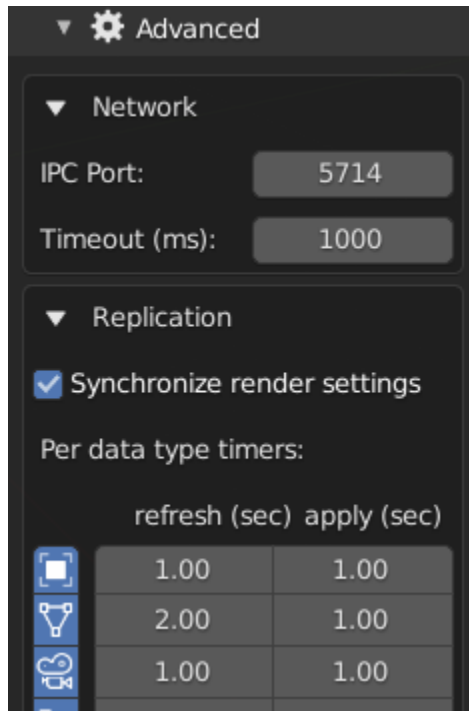 Advanced
Network
IPC Port: 5714
Timeout (ms): 1000
Replication
Synchronize render settings
Per data type timers:
refresh (sec) apply (sec)
1.00 1.00
2.00 1.00
1.00 1.00